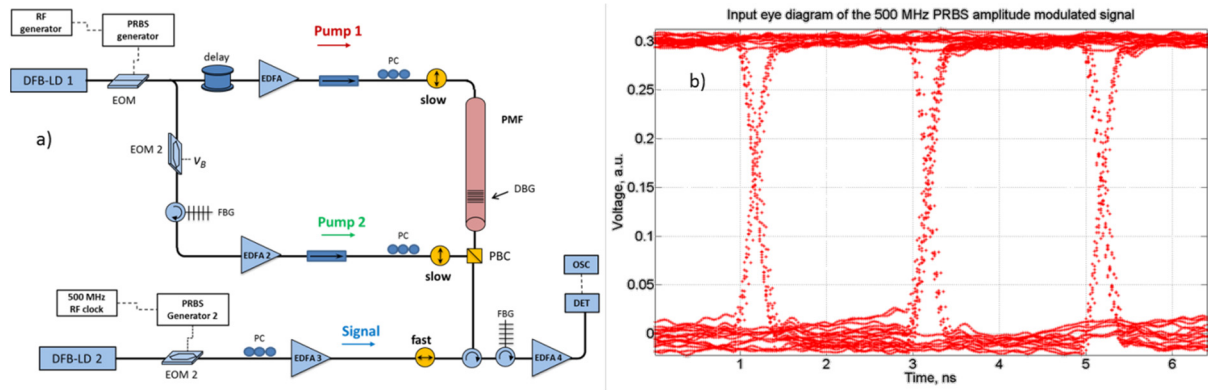 RF
generator
PRBS
generator
DFB-LD 1
EOM
delay
EDFA
Pump 1
PC
slow
PMF
DBG
a)
EOM 2
VB
FBG
EDFA 2
Pump 2
PC
slow
PBC
500 MHz
RF clock
PRBS
Generator 2
DFB-LD 2
EOM 2
PC
EDFA 3
Signal
fast
FBG
EDFA 4
DET
OSC
Input eye diagram of the 500 MHz PRBS amplitude modulated signal
b)
Voltage, a.u.
0.3
0.25
0.2
0.15
0.1
0.05
0
1
2
3
4
5
6
Time, ns